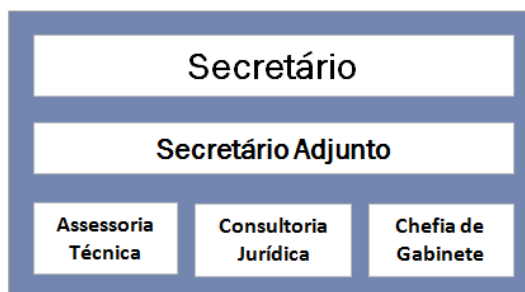 Secretário
Secretário Adjunto
Assessoria
Técnica
Consultoria
Jurídica
Chefia de
Gabinete